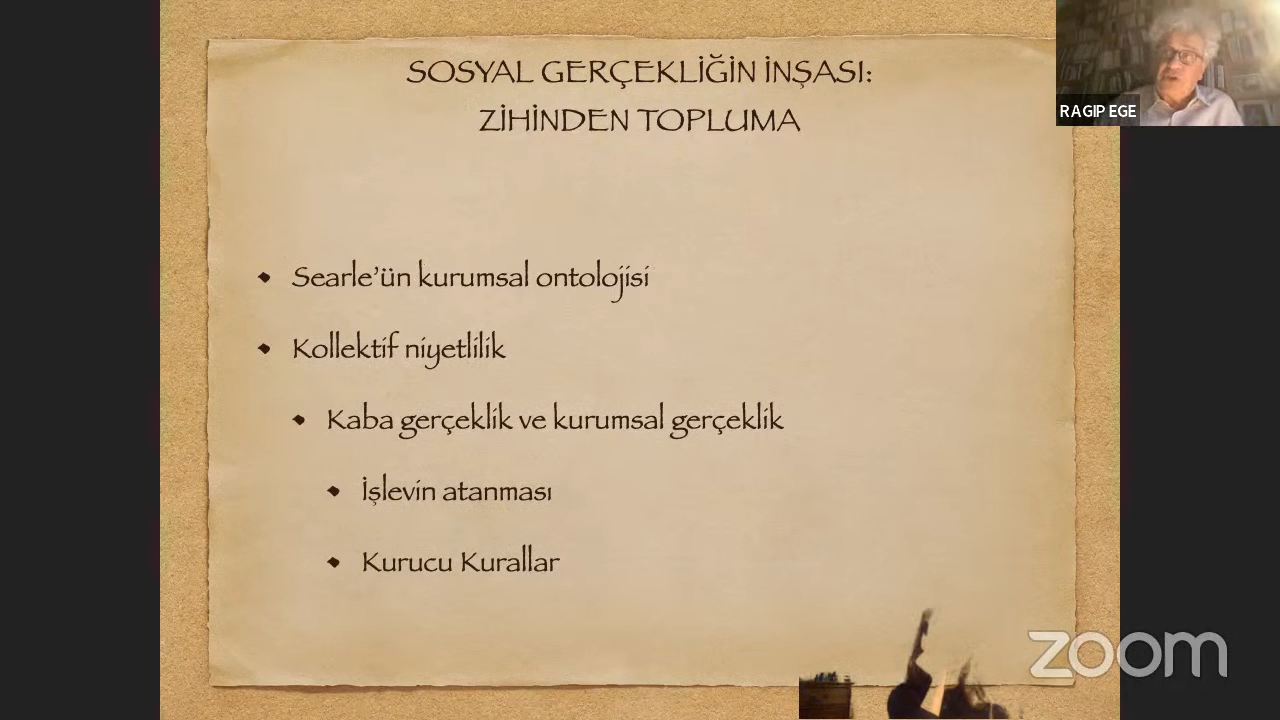 SOSYAL GERÇEKLİĞİN İNŞASI:
ZİHİNDEN TOPLUMA
RAGIP EGE
Searle'ün kurumsal ontolojisi
Kollektif niyetlilik
Kaba gerçeklik ve kurumsal gerçeklik
İşlevin atanması
Kurucu Kurallar
zoom